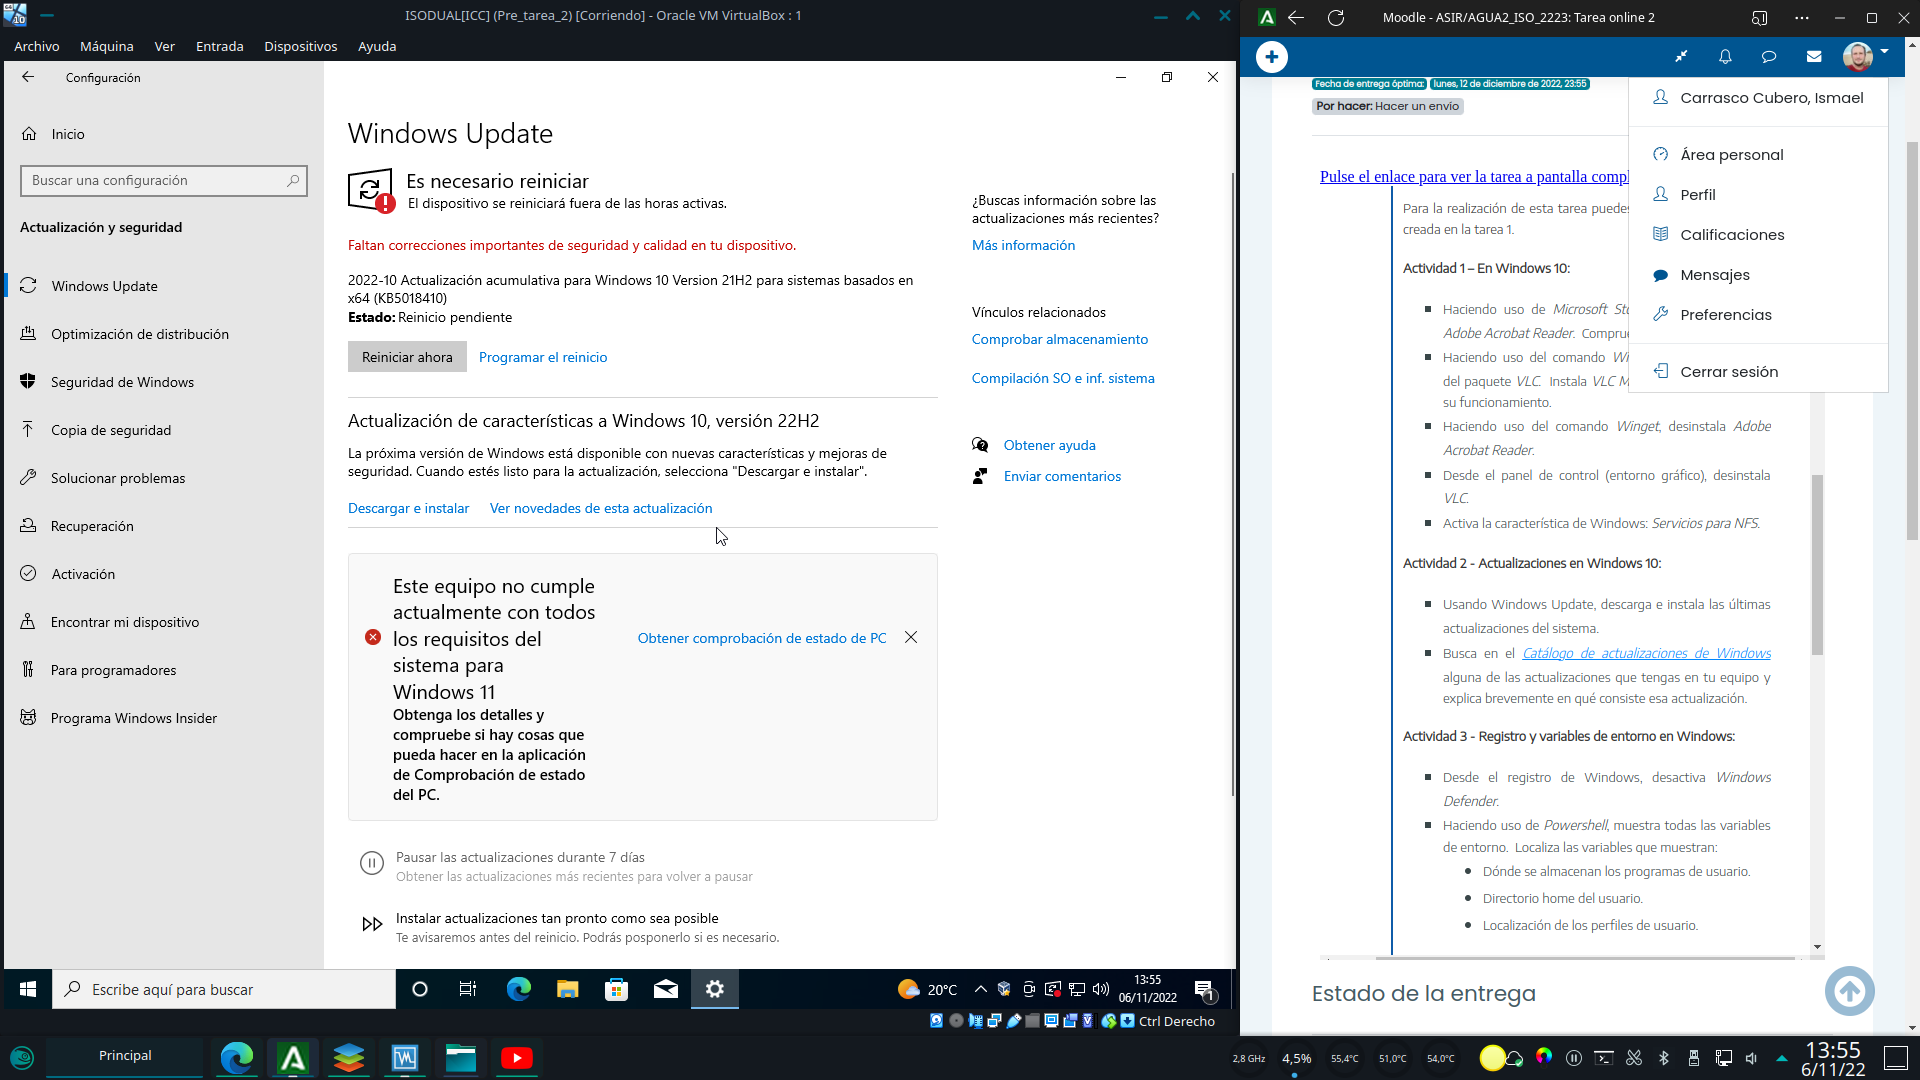 ISODUAL[ICC] (Pre_tarea_2) [Corriendo] - Oracle VM VirtualBox : 1
Archivo Máquina Ver Entrada Dispositivos Ayuda
Configuración
Inicio
Buscar una configuración
Actualización y seguridad
Windows Update
Optimización de distribución
Seguridad de Windows
Copia de seguridad
Solucionar problemas
Recuperación
Activación
Encontrar mi dispositivo
Para programadores
Programa Windows Insider
Windows Update
Es necesario reiniciar
El dispositivo se reiniciará fuera de las horas activas.
Faltan correcciones importantes de seguridad y calidad en tu dispositivo.
2022-10 Actualización acumulativa para Windows 10 Version 21H2 para sistemas basados en
x64 (KB5018410)
Estado: Reinicio pendiente
Reiniciar ahora Programar el reinicio
Actualización de características a Windows 10, versión 22H2
La próxima versión de Windows está disponible con nuevas características y mejoras de
seguridad. Cuando estés listo para la actualización, selecciona "Descargar e instalar".
Descargar e instalar Ver novedades de esta actualización
Este equipo no cumple
actualmente con todos
los requisitos del
sistema para
Windows 11
Obtenga los detalles y
compruebe si hay cosas que
pueda hacer en la aplicación
de Comprobación de estado
del PC.
Obtener comprobación de estado de PC
Pausar las actualizaciones durante 7 días
Obtener las actualizaciones más recientes para volver a pausar
Instalar actualizaciones tan pronto como sea posible
Te avisaremos antes del reinicio. Podrás posponerlo si es necesario.
¿Buscas información sobre las
actualizaciones más recientes?
Más información
Vínculos relacionados
Comprobar almacenamiento
Compilación SO e inf. sistema
Obtener ayuda
Enviar comentarios
Escribe aquí para buscar
20°C
13:55
06/11/2022
1
Ctrl Derecho
Moodle - ASIR/AGUA2_ISO_2223: Tarea online 2
Fecha de entrega óptima: lunes, 12 de diciembre de 2022, 23:55
Por hacer: Hacer un envío
Carrasco Cubero, Ismael
Área personal
Perfil
Calificaciones
Mensajes
Preferencias
Cerrar sesión
Pulse el enlace para ver la tarea a pantalla compl
Para la realización de esta tarea puedes
creada en la tarea 1.
Actividad 1 – En Windows 10:
Haciendo uso de Microsoft Sto
Adobe Acrobat Reader. Comprue
Haciendo uso del comando Wi
del paquete VLC. Instala VLC M
su funcionamiento.
Haciendo uso del comando Winget, desinstala Adobe
Acrobat Reader.
Desde el panel de control (entorno gráfico), desinstala
VLC.
Activa la característica de Windows: Servicios para NFS.
Actividad 2 - Actualizaciones en Windows 10:
Usando Windows Update, descarga e instala las últimas
actualizaciones del sistema.
Busca en el Catálogo de actualizaciones de Windows
alguna de las actualizaciones que tengas en tu equipo y
explica brevemente en qué consiste esa actualización.
Actividad 3 - Registro y variables de entorno en Windows:
Desde el registro de Windows, desactiva Windows
Defender.
Haciendo uso de Powershell, muestra todas las variables
de entorno. Localiza las variables que muestran:
Dónde se almacenan los programas de usuario.
Directorio home del usuario.
Localización de los perfiles de usuario.
Estado de la entrega
Principal
2,8 GHz 4,5% 55,4°C 51,0°C 54,0°C
13:55
6/11/22